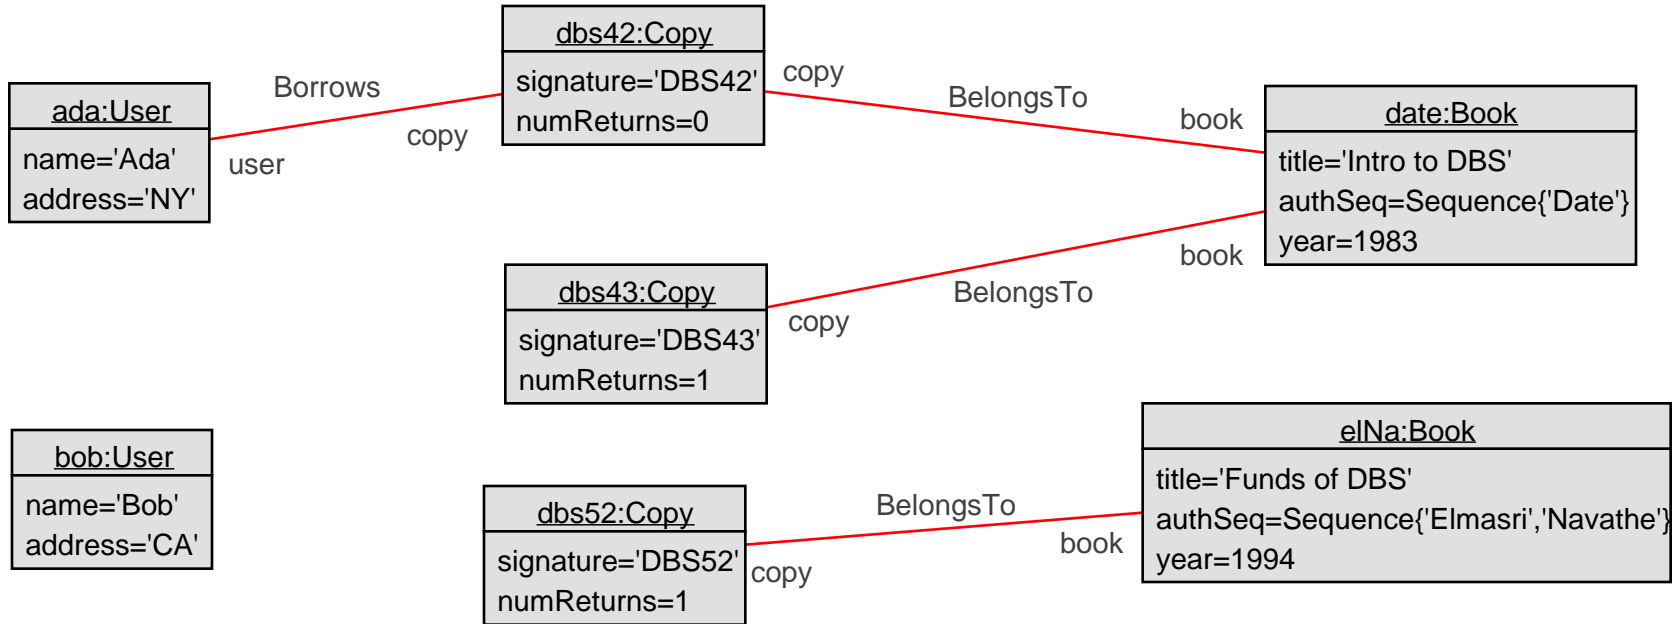 dbs42:Copy
signature='DBS42'
numReturns=0
Borrows
copy
user
ada:User
name='Ada'
address='NY'
copy
BelongsTo
book
date:Book
title='Intro to DBS'
authSeq=Sequence{'Date'}
year=1983
book
BelongsTo
copy
dbs43:Copy
signature='DBS43'
numReturns=1
bob:User
name='Bob'
address='CA'
dbs52:Copy
signature='DBS52'
numReturns=1
copy
BelongsTo
book
elNa:Book
title='Funds of DBS'
authSeq=Sequence{'Elmasri','Navathe'}
year=1994